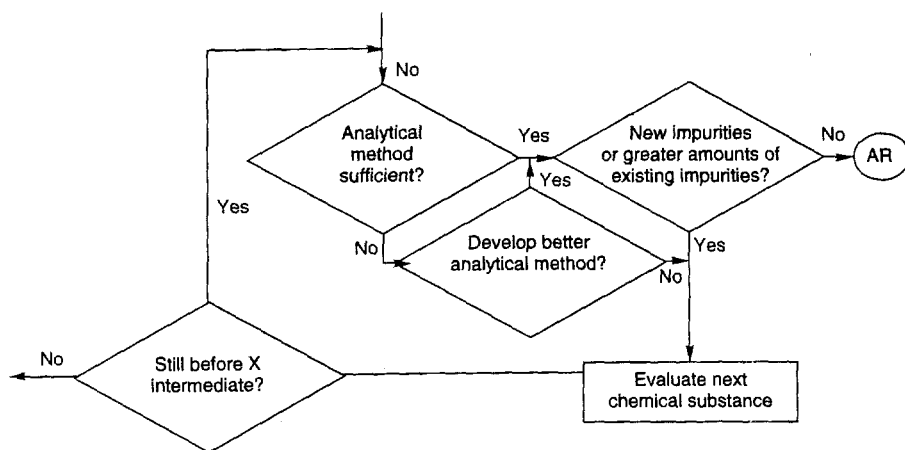 No
Analytical
method
sufficient?
Yes
New impurities
or greater amounts of
existing impurities?
No
AR
Yes
Yes
No
Develop better
analytical method?
No
Yes
No
Still before X
intermediate?
Evaluate next
chemical substance